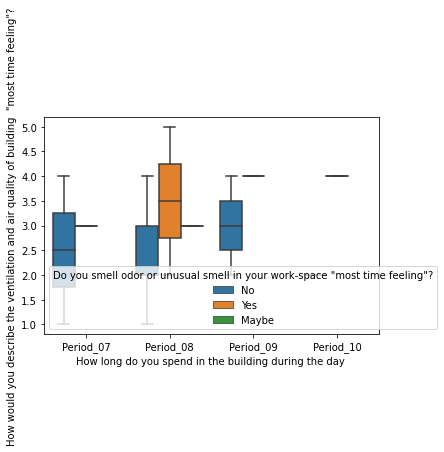 How would you describe the ventilation and air quality of building  "most time feeling"?
5.0
4.5
4.0
3.5
3.0
2.5
2.0
1.5
1.0
Do you smell odor or unusual smell in your work-space "most time feeling"?
No
Yes
Maybe
Period_07 Period_08 Period_09 Period_10
How long do you spend in the building during the day